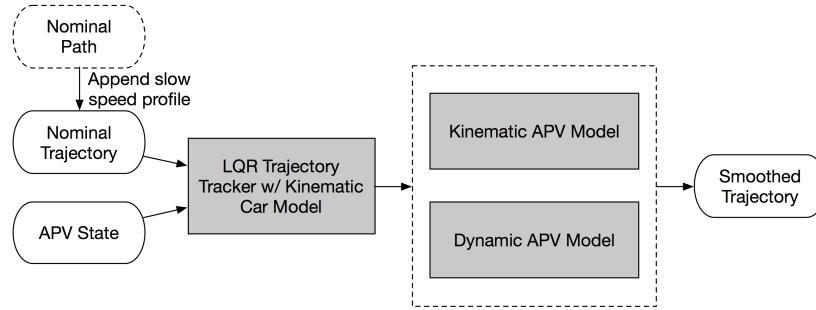 Nominal
Path
Append slow
speed profile
Nominal
Trajectory
APV State
LQR Trajectory
Tracker w/ Kinematic
Car Model
Kinematic APV Model
Dynamic APV Model
Smoothed
Trajectory